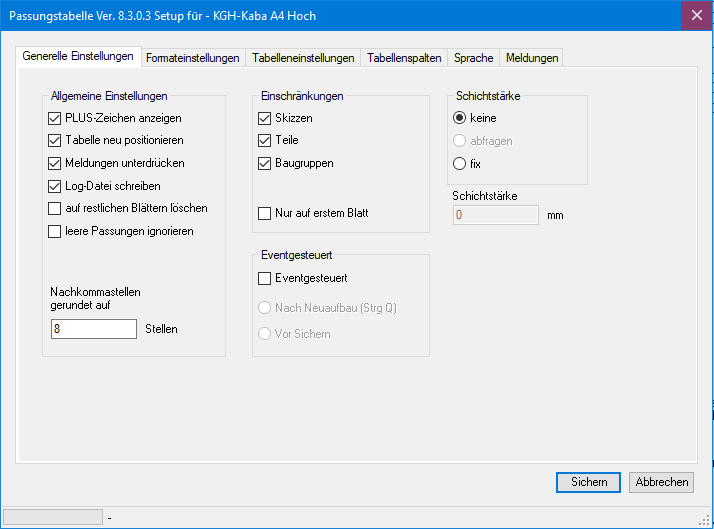 Passungstabelle Ver. 8.3.0.3 Setup für - KGH-Kaba A4 Hoch
Generelle Einstellungen
Formateinstellungen
Tabelleneinstellungen
Tabellenspalten
Sprache
Meldungen
Allgemeine Einstellungen
PLUS-Zeichen anzeigen
Tabelle neu positionieren
Meldungen unterdrücken
Log-Datei schreiben
auf restlichen Blättern löschen
leere Passungen ignorieren
Nachkommastellen
gerundet auf
8 Stellen
Einschränkungen
Skizzen
Teile
Baugruppen
Nur auf erstem Blatt
Eventgesteuert
Eventgesteuert
Nach Neuaufbau (Strg Q)
Vor Sichern
Schichtstärke
keine
abfragen
fix
Schichtstärke
0 mm
Sichern
Abbrechen
-